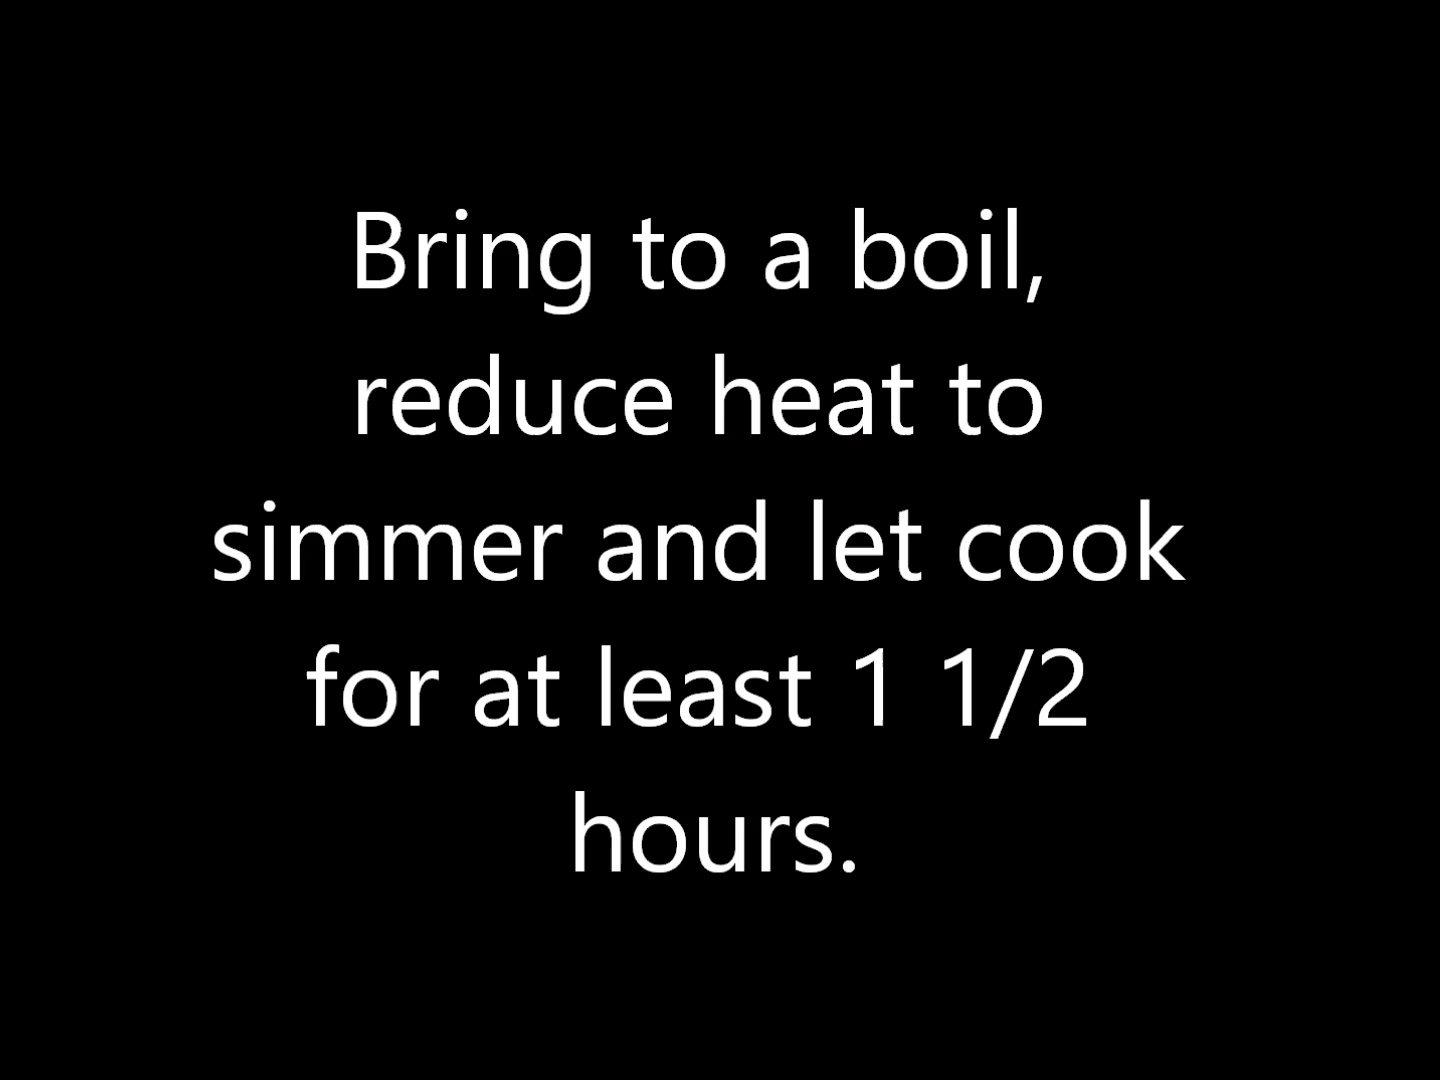 Bring to a boil,
reduce heat to
simmer and let cook
for at least 1 1/2
hours.